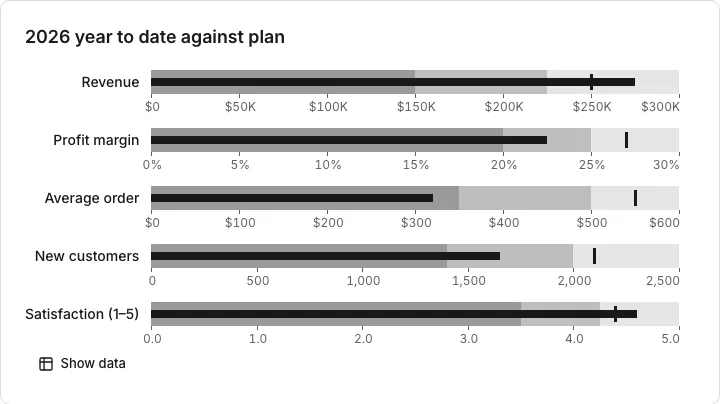 2026 year to date against plan
Revenue
$0 $50K $100K $150K $200K $250K $300K
Profit margin
0% 5% 10% 15% 20% 25% 30%
Average order
$0 $100 $200 $300 $400 $500 $600
New customers
0 500 1,000 1,500 2,000 2,500
Satisfaction (1–5)
0.0 1.0 2.0 3.0 4.0 5.0
Show data